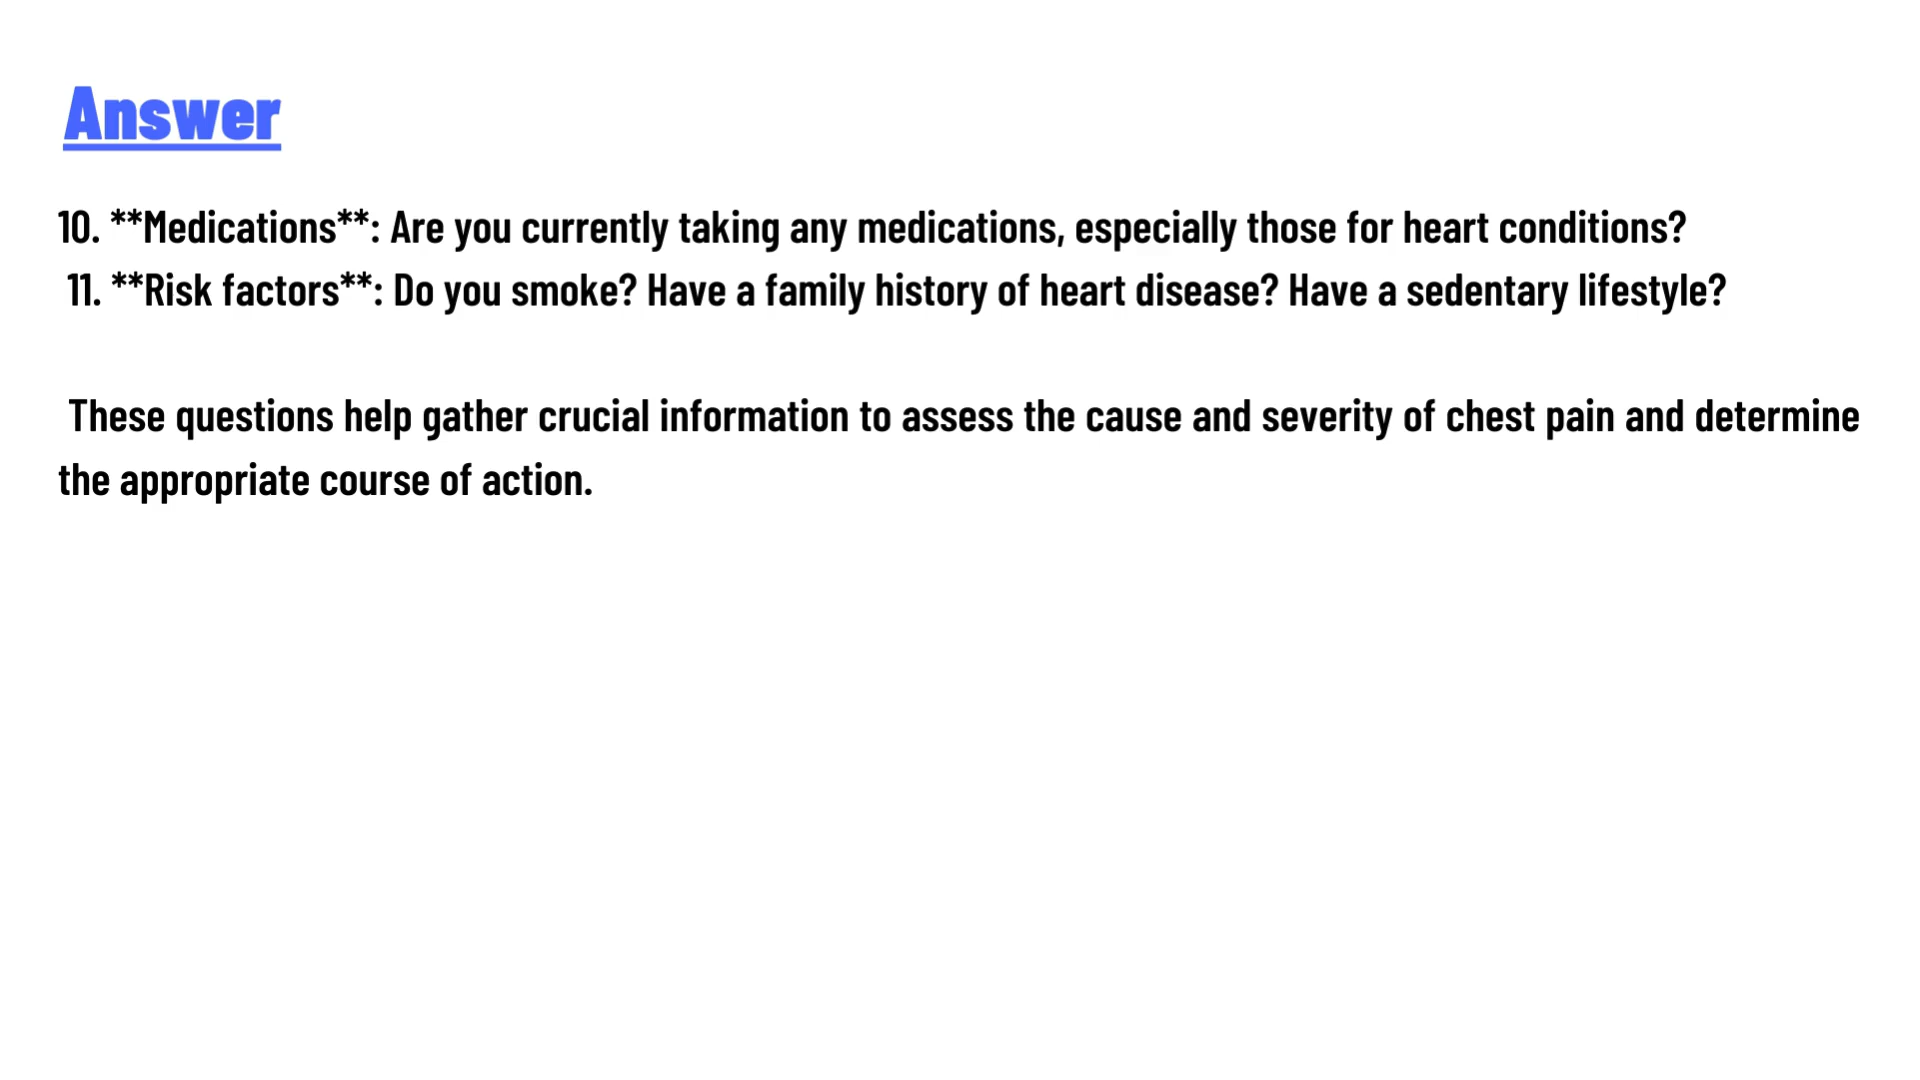 Answer
10. **Medications**: Are you currently taking any medications, especially those for heart conditions?
11. **Risk factors**: Do you smoke? Have a family history of heart disease? Have a sedentary lifestyle?
These questions help gather crucial information to assess the cause and severity of chest pain and determine
the appropriate course of action.